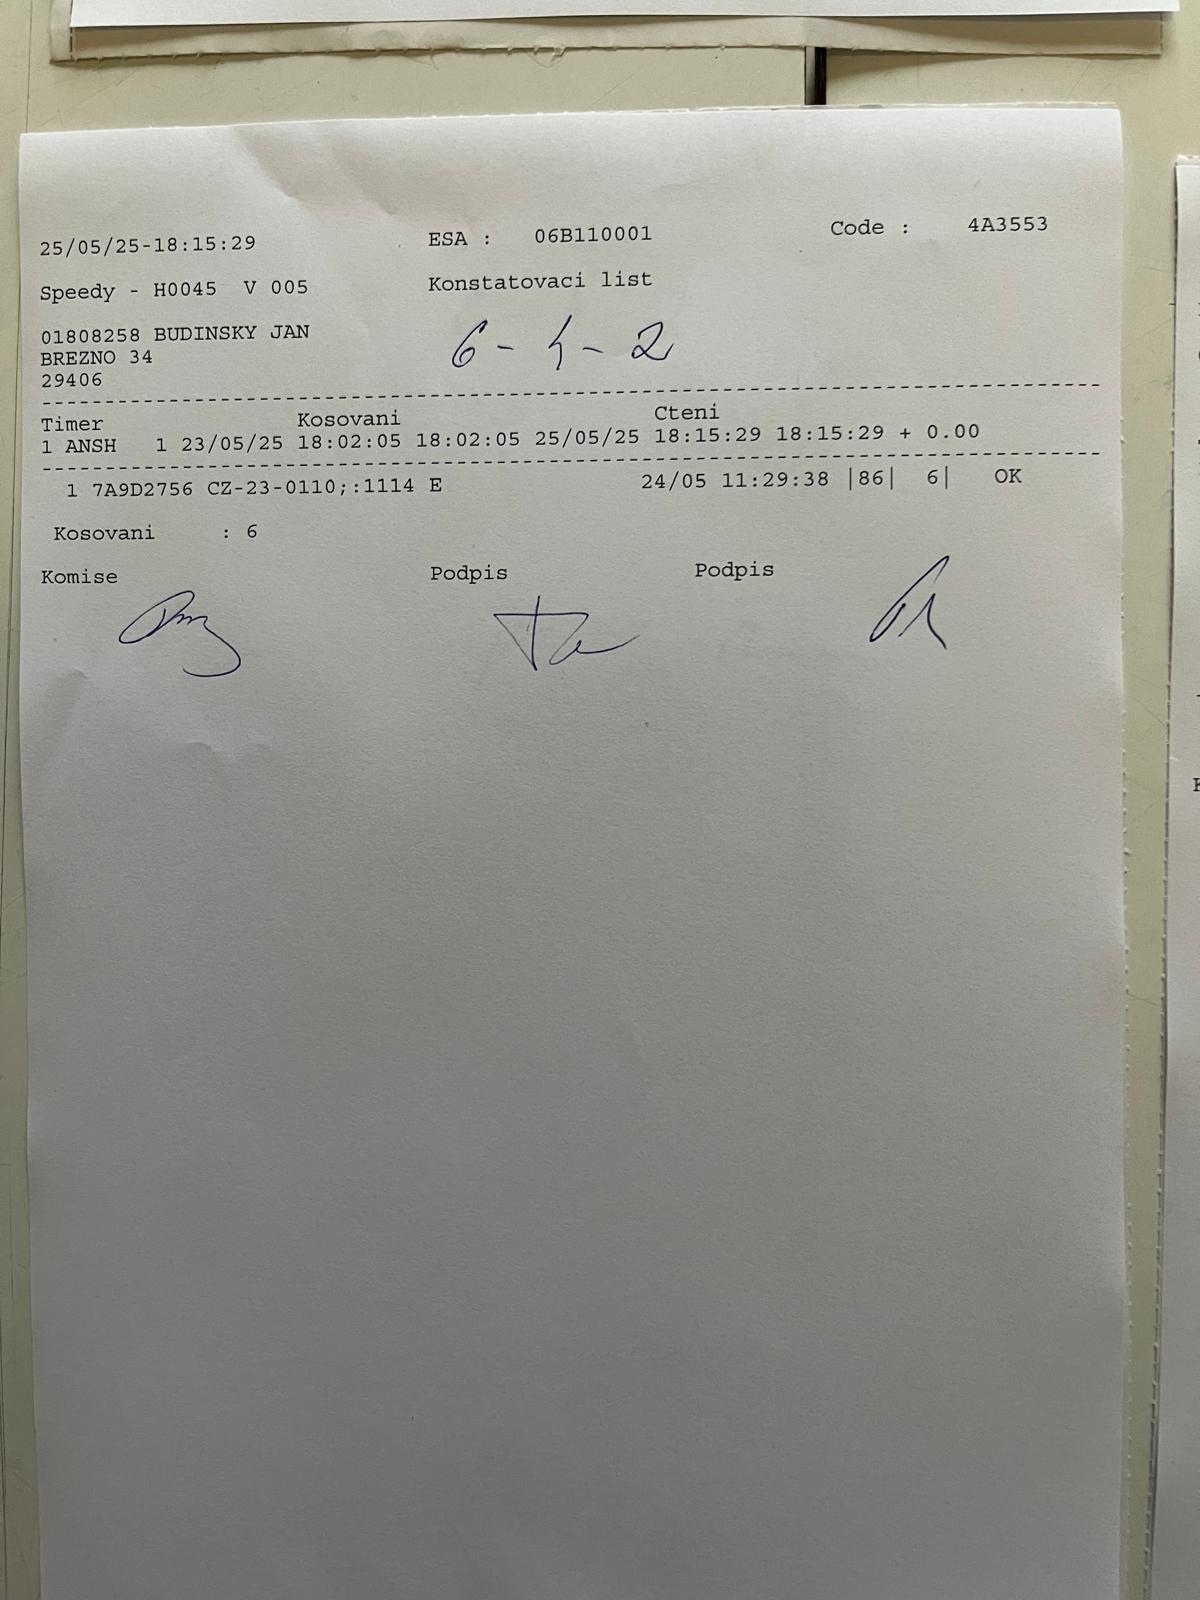 25/05/25-18:15:29 ESA : 06B110001 Code : 4A3553
Speedy - H0045 V 005 Konstatovaci list
01808258 BUDINSKY JAN
BREZNO 34
29406
6 - 1 - 2
Timer Kosovani Cteni
1 ANSH 1 23/05/25 18:02:05 18:02:05 25/05/25 18:15:29 18:15:29 + 0.00
1 7A9D2756 CZ-23-0110;:1114 E 24/05 11:29:38 |86| 6| OK
Kosovani : 6
Komise Podpis Podpis